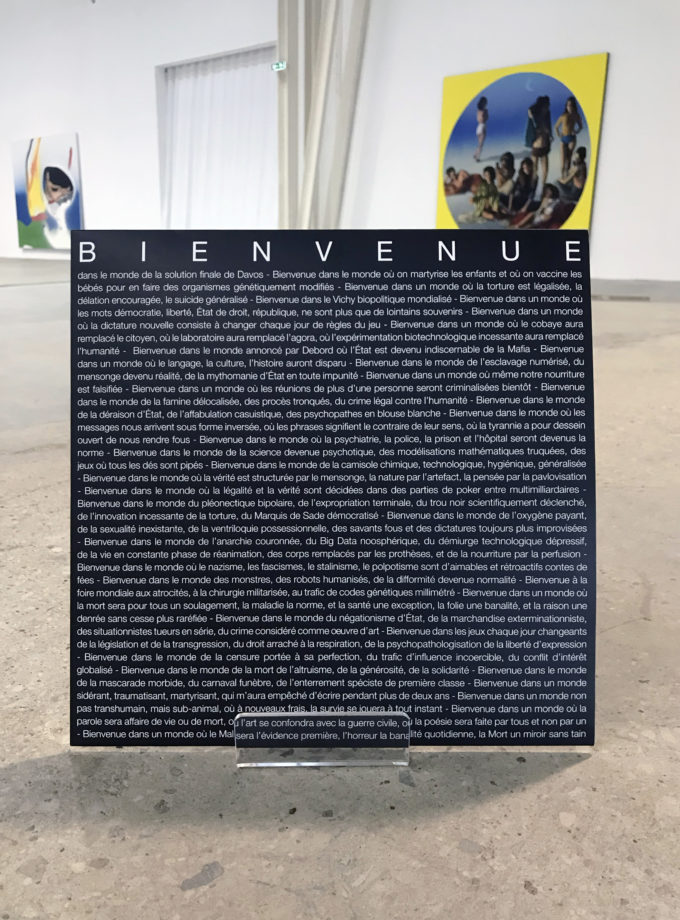 BIENVENUE
dans le monde de la solution finale de Davos - Bienvenue dans le monde où on martyrise les enfants et où on vaccine les
bébés pour en faire des organismes génétiquement modifiés - Bienvenue dans un monde où la torture est légalisée, la
délation encouragée, le suicide généralisé - Bienvenue dans le Vichy biopolitique mondialisé - Bienvenue dans un monde où
les mots démocratie, liberté, État de droit, république, ne sont plus que de lointains souvenirs - Bienvenue dans un monde
où la dictature nouvelle consiste à changer chaque jour de règles du jeu - Bienvenue dans un monde où le cobaye aura
remplacé le citoyen, où le laboratoire aura remplacé l'agora, où l'expérimentation biotechnologique incessante aura remplacé
l'humanité - Bienvenue dans le monde annoncé par Debord où l'État est devenu indiscernable de la Mafia - Bienvenue
dans un monde où le langage, la culture, l'histoire auront disparu - Bienvenue dans le monde de l'esclavage numérisé, du
mensonge devenu réalité, de la mythomanie d'État en toute impunité - Bienvenue dans un monde où même notre nourriture
est falsifiée - Bienvenue dans un monde où les réunions de plus d'une personne seront criminalisées bientôt - Bienvenue
dans le monde de la famine délocalisée, des procès tronqués, du crime légal contre l'humanité - Bienvenue dans le monde
de la déraison d'État, de l'affabulation casuistique, des psychopathes en blouse blanche - Bienvenue dans le monde où les
messages nous arrivent sous forme inversée, où les phrases signifient le contraire de leur sens, où la tyrannie a pour dessein
ouvert de nous rendre fous - Bienvenue dans le monde où la psychiatrie, la police, la prison et l'hôpital seront devenus la
norme - Bienvenue dans le monde de la science devenue psychotique, des modélisations mathématiques truquées, des
jeux où tous les dés sont pipés - Bienvenue dans le monde de la camisole chimique, technologique, hygiénique, généralisée
- Bienvenue dans le monde où la vérité est structurée par le mensonge, la nature par l'artefact, la pensée par la pavlovisation
- Bienvenue dans le monde où la légalité et la vérité sont décidées dans des parties de poker entre multimilliardaires -
Bienvenue dans le monde du pléonectique bipolaire, de l'expropriation terminale, du trou noir scientifiquement déclenché,
de l'innovation incessante de la torture, du Marquis de Sade démocratisé - Bienvenue dans le monde de l'oxygène payant,
de la sexualité inexistante, de la ventriloquie possessionnelle, des savants fous et des dictatures toujours plus improvisées
- Bienvenue dans le monde de l'anarchie couronnée, du Big Data noosphérique, du démiurge technologique dépressif,
de la vie en constante phase de réanimation, des corps remplacés par les prothèses, et de la nourriture par la perfusion -
Bienvenue dans le monde où le nazisme, les fascismes, le stalinisme, le polpotisme sont d'aimables et rétroactifs contes de
fées - Bienvenue dans le monde des monstres, des robots humanisés, de la difformité devenue normalité - Bienvenue à la
foire mondiale aux atrocités, à la chirurgie militarisée, au trafic de codes génétiques millimétré - Bienvenue dans un monde où
la mort sera pour tous un soulagement, la maladie la norme, et la santé une exception, la folie une banalité, et la raison une
denrée sans cesse plus raréfiée - Bienvenue dans le monde du négationisme d'État, de la marchandise exterminationniste,
des situationnistes tueurs en série, du crime considéré comme œuvre d'art - Bienvenue dans les jeux chaque jour changeants
de la législation et de la transgression, du droit arraché à la respiration, de la psychopathologisation de la liberté d'expression
- Bienvenue dans le monde de la censure portée à sa perfection, du trafic d'influence incoercible, du conflit d'intérêt
globalisé - Bienvenue dans le monde de la mort de l'altruisme, de la générosité, de la solidarité - Bienvenue dans le monde
de la mascarade morbide, du carnaval funèbre, de l'enterrement spéciste de première classe - Bienvenue dans un monde
sidérant, traumatisant, martyrisant, qui m'aura empêché d'écrire pendant plus de deux ans - Bienvenue dans un monde non
pas transhumain, mais sub-animal, où à nouveaux frais, la survie se jouera à tout instant - Bienvenue dans un monde où la
parole sera affaire de vie ou de mort, où l'art se confondra avec la guerre civile, où la poésie sera faite par tous et non par un
- Bienvenue dans un monde où le Mal sera l'évidence première, l'horreur la banalité quotidienne, la Mort un miroir sans tain